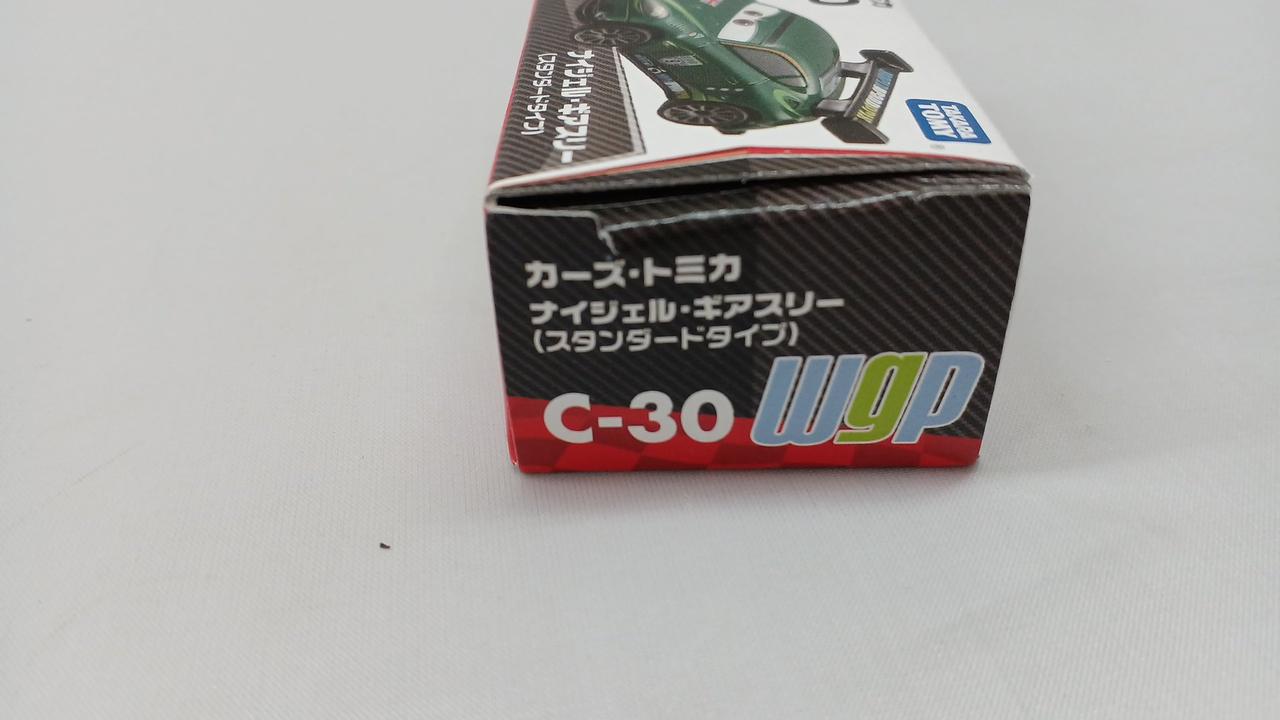 ナイジェル・ギアスリー
(スタンダードタイプ)
TAKARA
TOMY
カーズ・トミカ
ナイジェル・ギアスリー
(スタンダードタイプ)
C-30
wgp